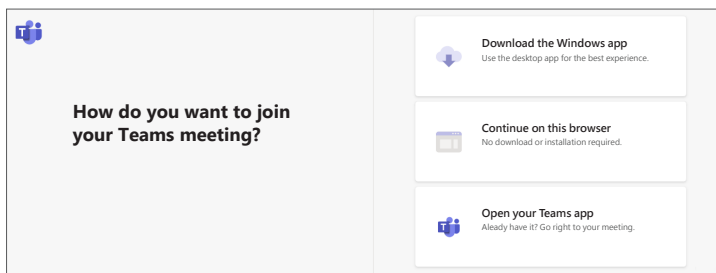 How do you want to join
your Teams meeting?
Download the Windows app
Use the desktop app for the best experience.
Continue on this browser
No download or installation required.
Open your Teams app
Aleady have it? Go right to your meeting.